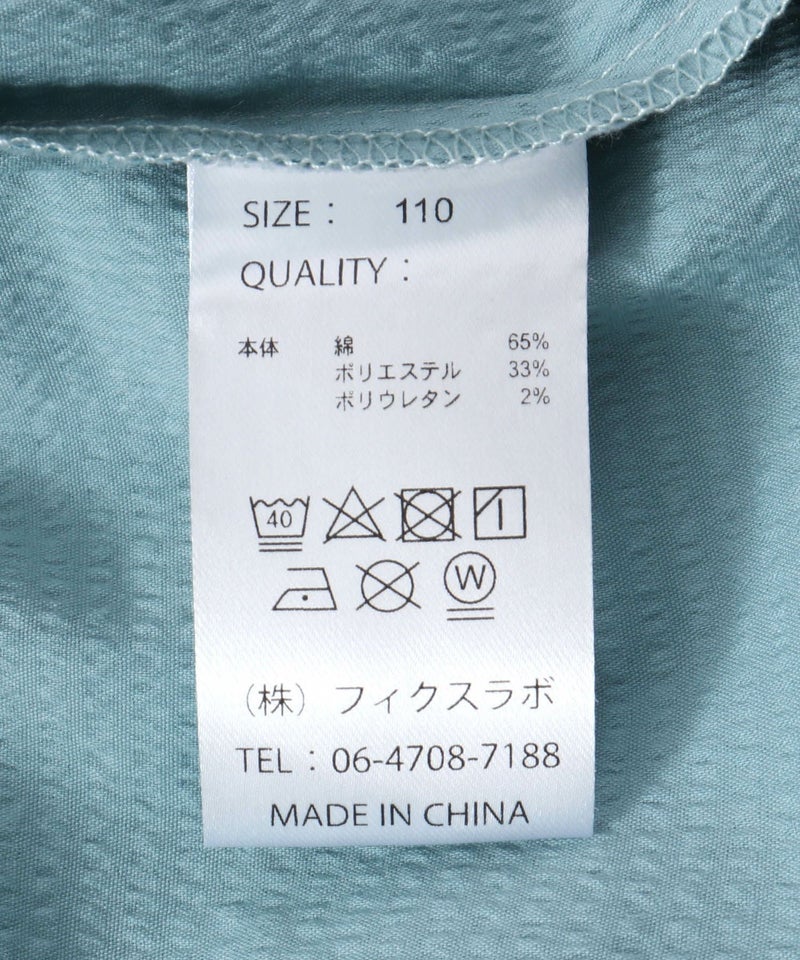 SIZE： 110
QUALITY：
本体 綿 65%
ポリエステル 33%
ポリウレタン 2%
40
W
（株）フィクスラボ
TEL：06-4708-7188
MADE IN CHINA